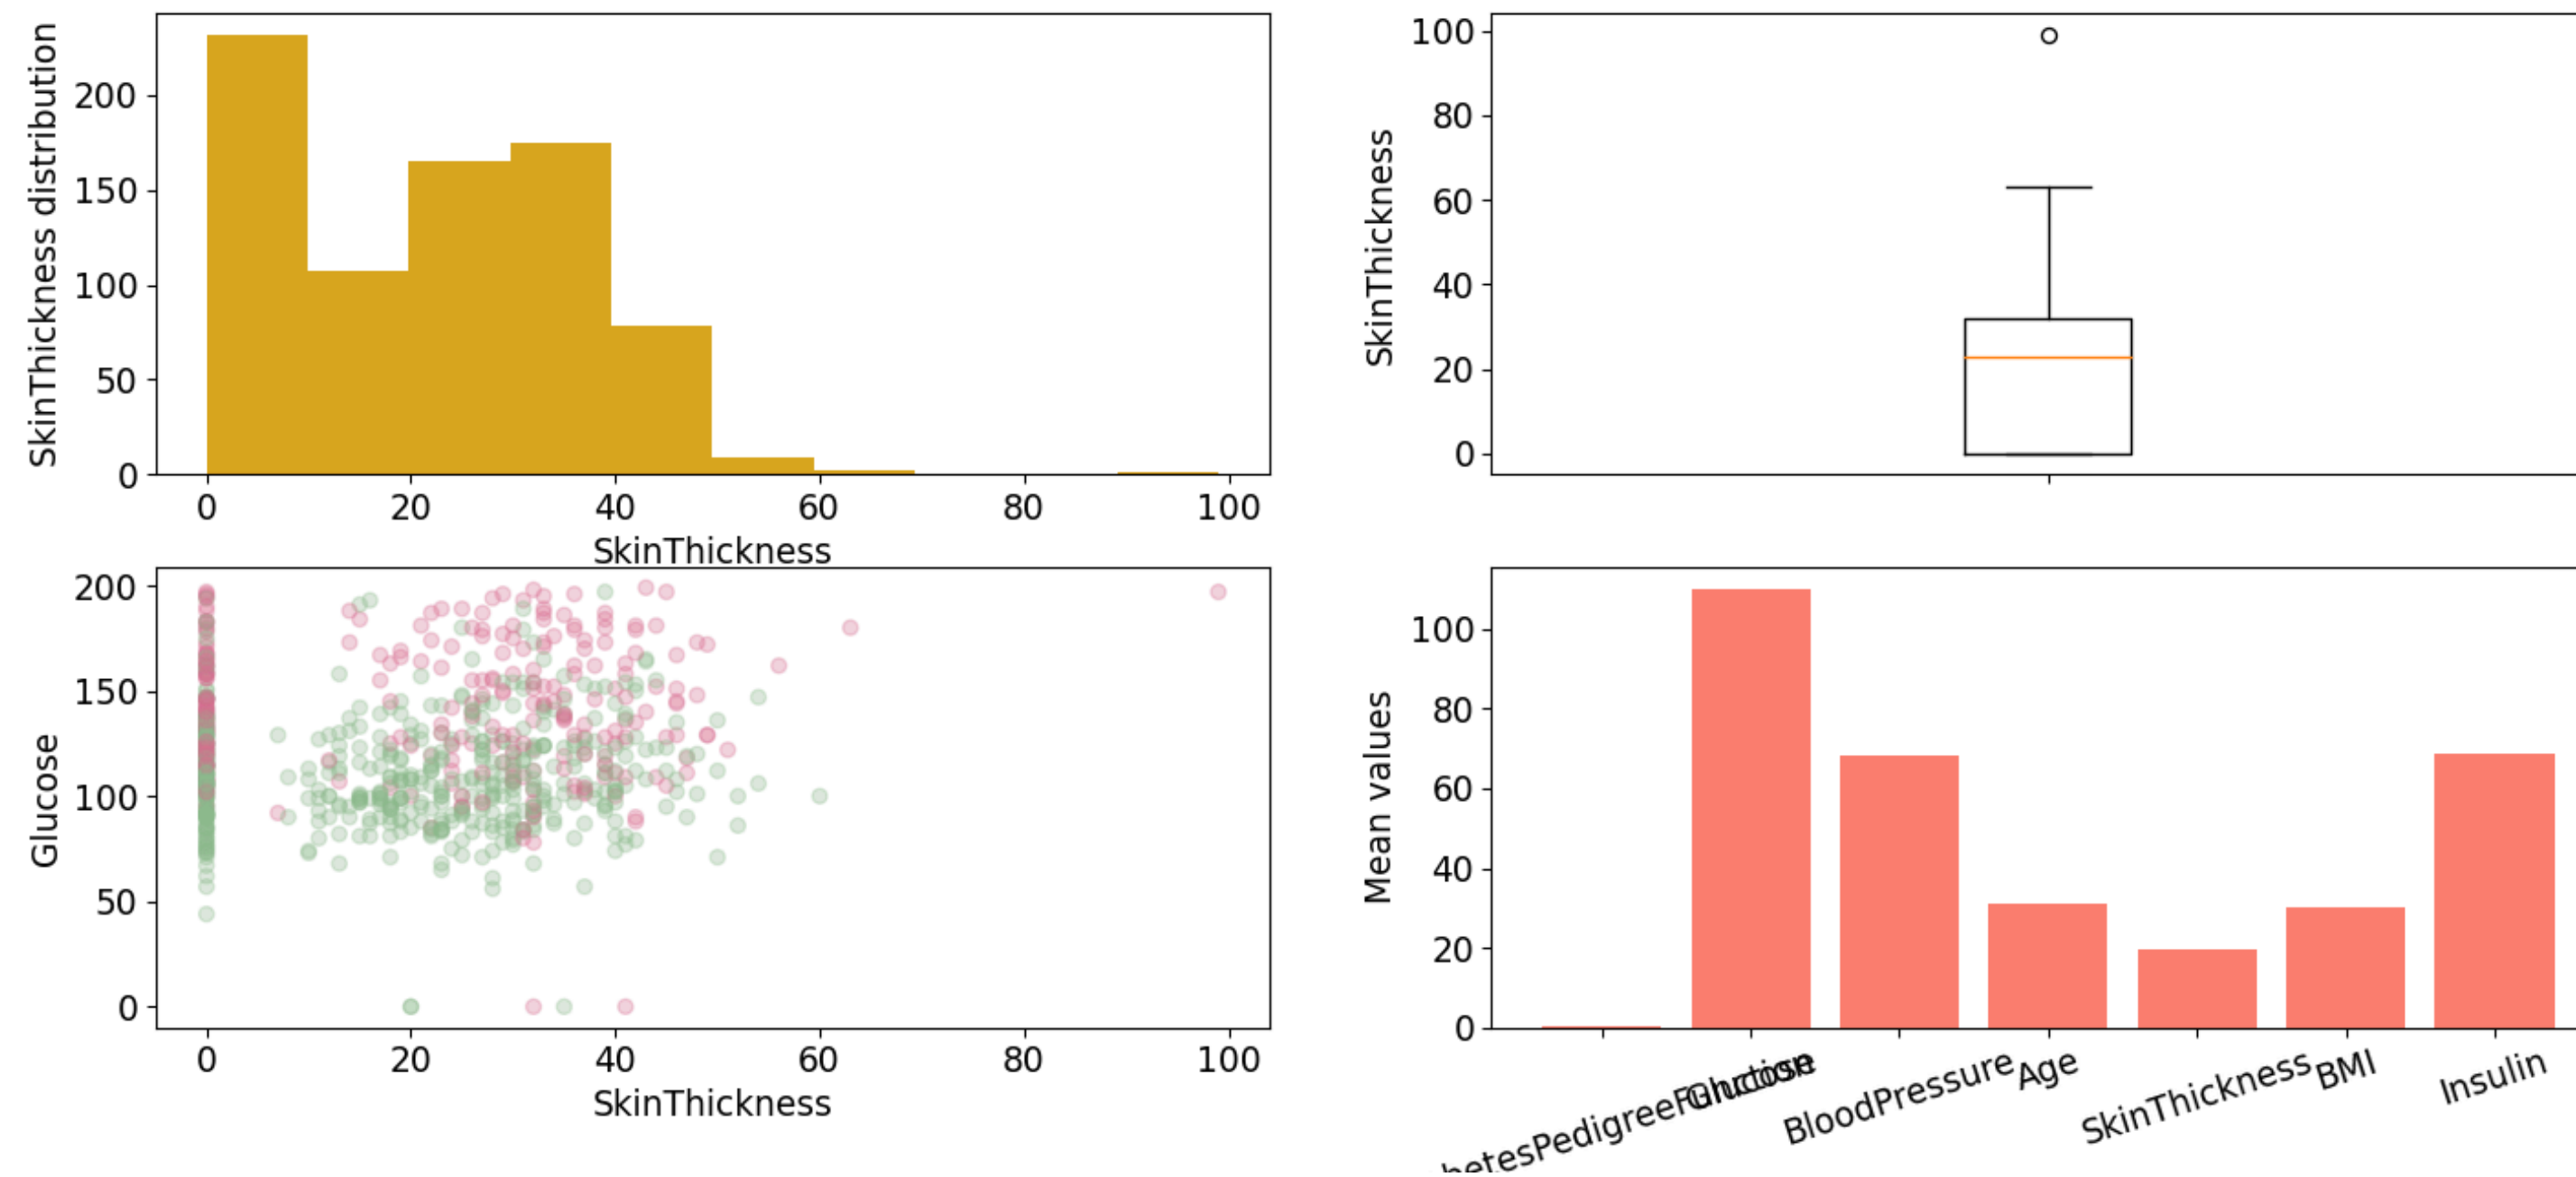 SkinThickness distribution
200
150
100
50
0
0 20 40 60 80 100
SkinThickness
SkinThickness
100
80
60
40
20
0
Glucose
200
150
100
50
0
0 20 40 60 80 100
SkinThickness
Mean values
100
80
60
40
20
0
betesPedigreeFunction
Glucose
BloodPressure
Age
SkinThickness
BMI
Insulin